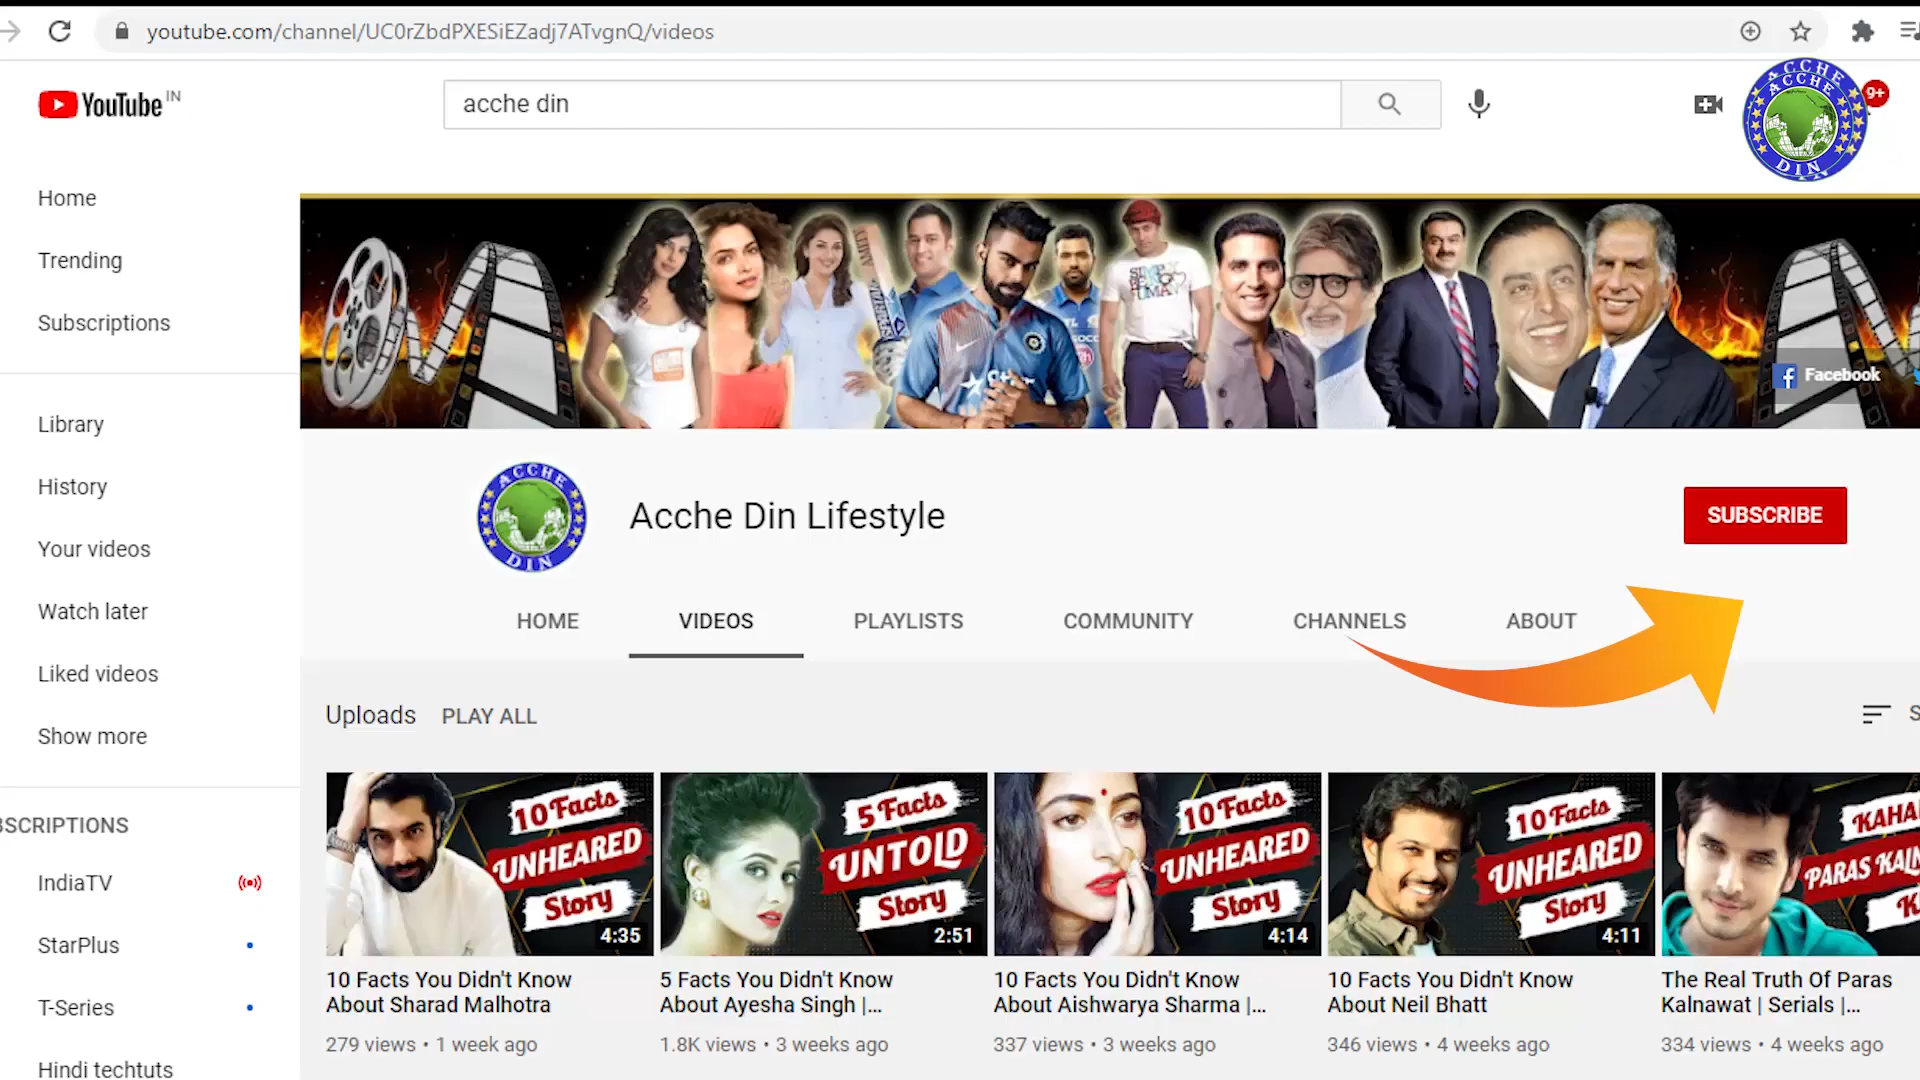 youtube.com/channel/UC0rZbdPXESiEZadj7ATvgnQ/videos
YouTube IN
acche din
9+
ACCHE
ACCHE
DIN
Home
Trending
Subscriptions
Library
History
Your videos
Watch later
Liked videos
Show more
SUBSCRIPTIONS
IndiaTV
StarPlus
T-Series
Hindi techtuts
Facebook
ACCHE
DIN
Acche Din Lifestyle
SUBSCRIBE
HOME VIDEOS PLAYLISTS COMMUNITY CHANNELS ABOUT
Uploads PLAY ALL
10 Facts
UNHEARED
Story
4:35
10 Facts You Didn't Know
About Sharad Malhotra
279 views • 1 week ago
5 Facts
UNTOLD
Story
2:51
5 Facts You Didn't Know
About Ayesha Singh |...
1.8K views • 3 weeks ago
10 Facts
UNHEARED
Story
4:14
10 Facts You Didn't Know
About Aishwarya Sharma |...
337 views • 3 weeks ago
10 Facts
UNHEARED
Story
4:11
10 Facts You Didn't Know
About Neil Bhatt
346 views • 4 weeks ago
PARAS
The Real Truth Of Paras
Kalnawat | Serials |...
334 views • 4 weeks ago